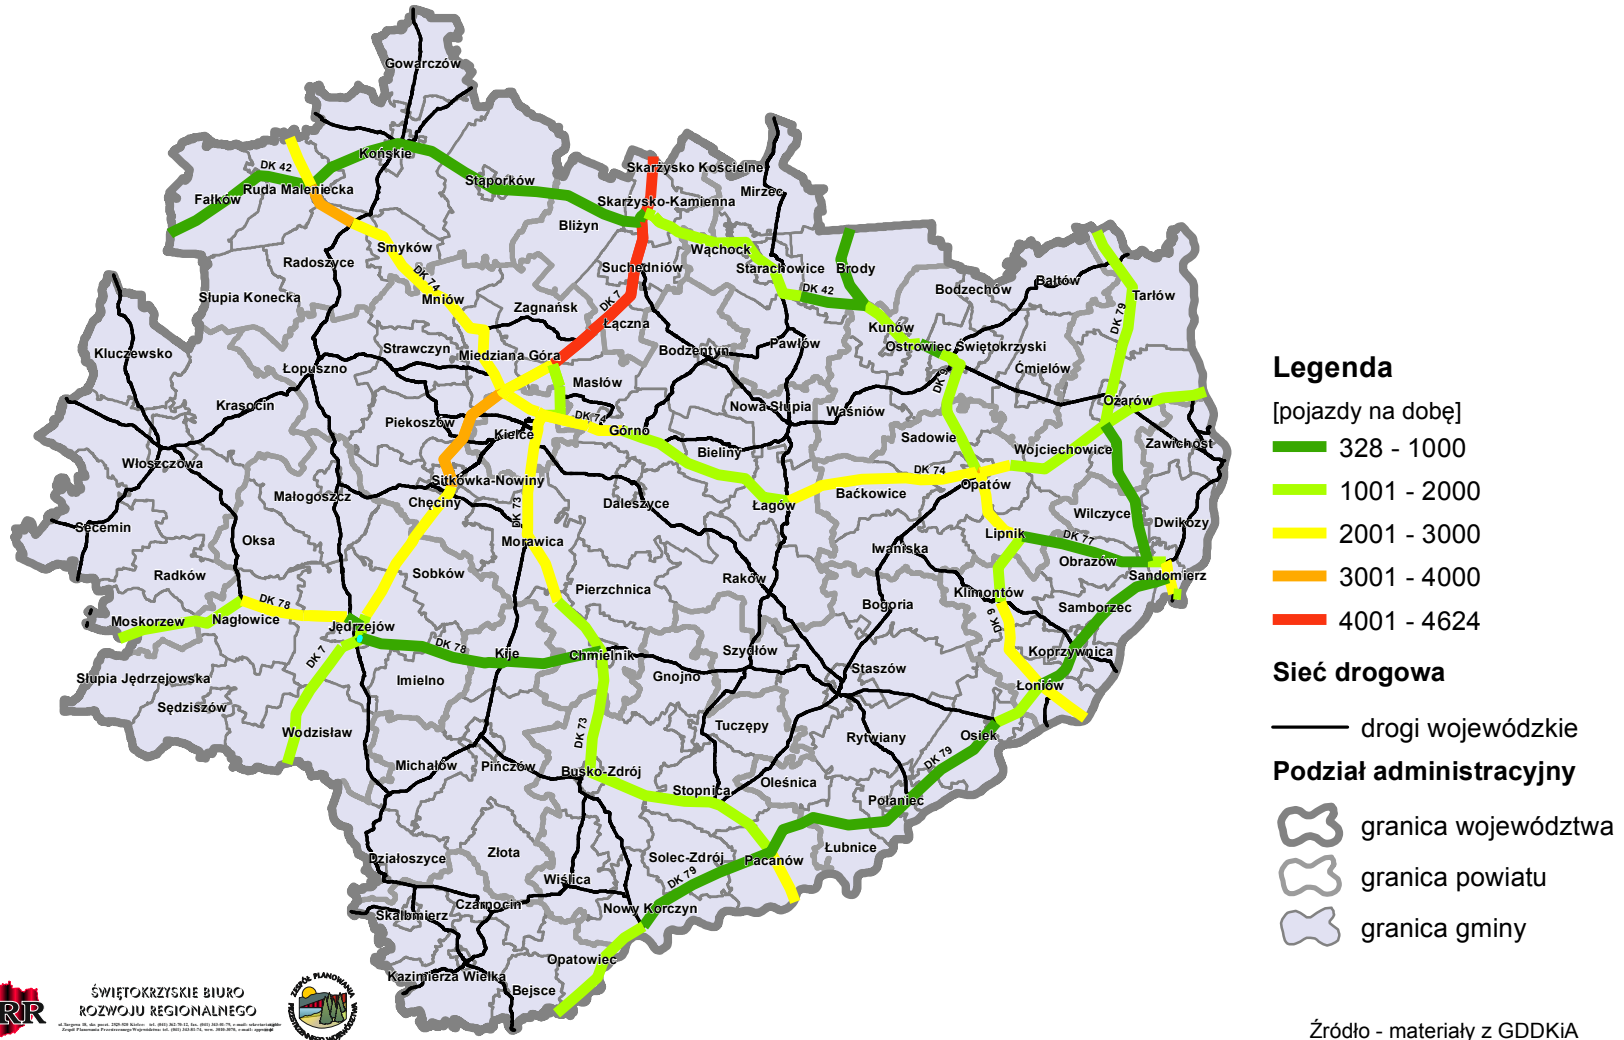 Gowarczów
Końskie
DK 42
Ruda Maleniecka
Fałków
Stąporków
Skarżysko Kościelne
Skarżysko-Kamienna
Mirzec
Bliżyn
Smyków
Radoszyce
Wąchock
Suchedniów
Starachowice
Brody
DK 42
DK 74
DK 7
Słupia Konecka
Mniów
Zagnańsk
Łączna
Bodzechów
Bałtów
Tarłów
DK 79
Kunów
Ostrowiec Świętokrzyski
Kluczewsko
Strawczyn
Miedziana Góra
Bodzentyn
Pawłów
Łopuszno
Masłów
DK 9
Ćmielów
Krasocin
Piekoszów
Kielce
DK 74
Górno
Nowa Słupia
Waśniów
Ożarów
Sadowie
Wojciechowice
Zawichost
Włoszczowa
Bieliny
Małogoszcz
Sitkówka-Nowiny
Chęciny
DK 73
Daleszyce
Łagów
Baćkowice
DK 74
Opatów
Wilczyce
Dwikozy
Secemin
Oksa
Morawica
Iwaniska
Lipnik
DK 77
Obrazów
Sandomierz
Radków
Sobków
Pierzchnica
Raków
Klimontów
Bogoria
Samborzec
DK 9
Moskorzew
Nagłowice
DK 78
Jędrzejów
DK 78
Kije
Chmielnik
Szydłów
Koprzywnica
DK 7
Słupia Jędrzejowska
Sędziszów
Imielno
Gnojno
Staszów
Łoniów
Wodzisław
DK 73
Tuczępy
Rytwiany
Osiek
DK 79
Michałów
Pińczów
Busko-Zdrój
Stopnica
Oleśnica
Połaniec
Działoszyce
Złota
Solec-Zdrój
Pacanów
Łubnice
Wiślica
DK 79
Skalbmierz
Czarnocin
Nowy Korczyn
Opatowiec
Kazimierza Wielka
Bejsce
Legenda
[pojazdy na dobę]
328 - 1000
1001 - 2000
2001 - 3000
3001 - 4000
4001 - 4624
Sieć drogowa
drogi wojewódzkie
Podział administracyjny
granica województwa
granica powiatu
granica gminy
RR
ŚWIĘTOKRZYSKIE BIURO
ROZWOJU REGIONALNEGO
ZESPÓŁ PLANOWANIA
PRZESTRZENNEGO WOJEWÓDZTWA
Źródło - materiały z GDDKiA